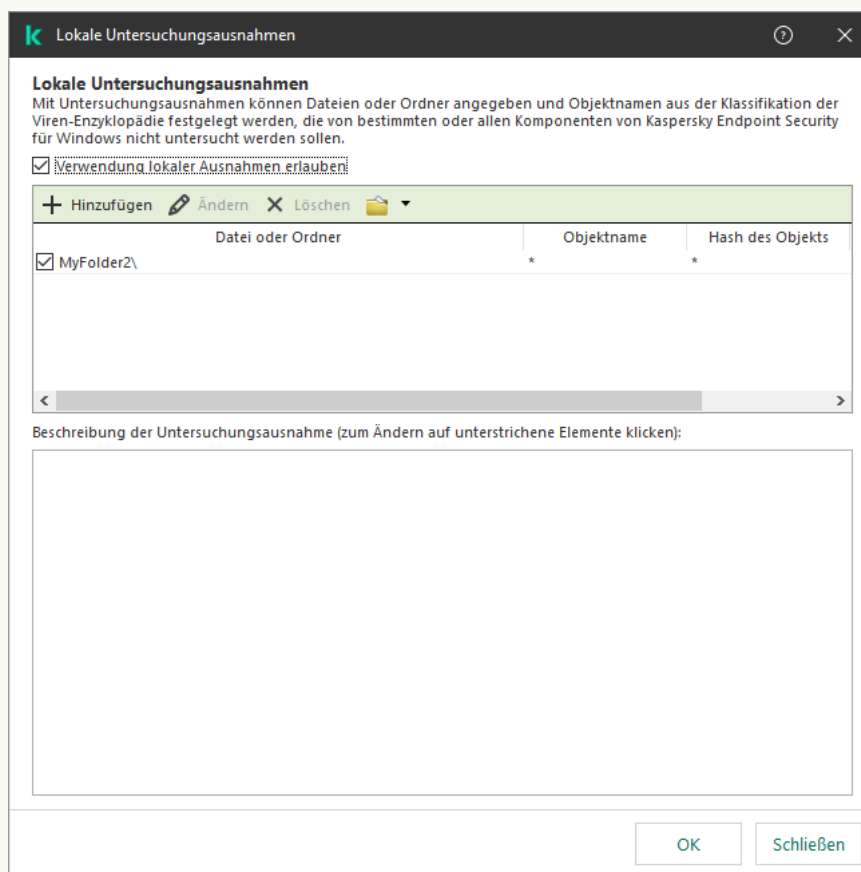 Lokale Untersuchungsausnahmen
Lokale Untersuchungsausnahmen
Mit Untersuchungsausnahmen können Dateien oder Ordner angegeben und Objektnamen aus der Klassifikation der
Viren-Enzyklopädie festgelegt werden, die von bestimmten oder allen Komponenten von Kaspersky Endpoint Security
für Windows nicht untersucht werden sollen.
Verwendung lokaler Ausnahmen erlauben
Hinzufügen Ändern Löschen
Datei oder Ordner Objektname Hash des Objekts
MyFolder2\ * *
Beschreibung der Untersuchungsausnahme (zum Ändern auf unterstrichene Elemente klicken):
OK Schließen